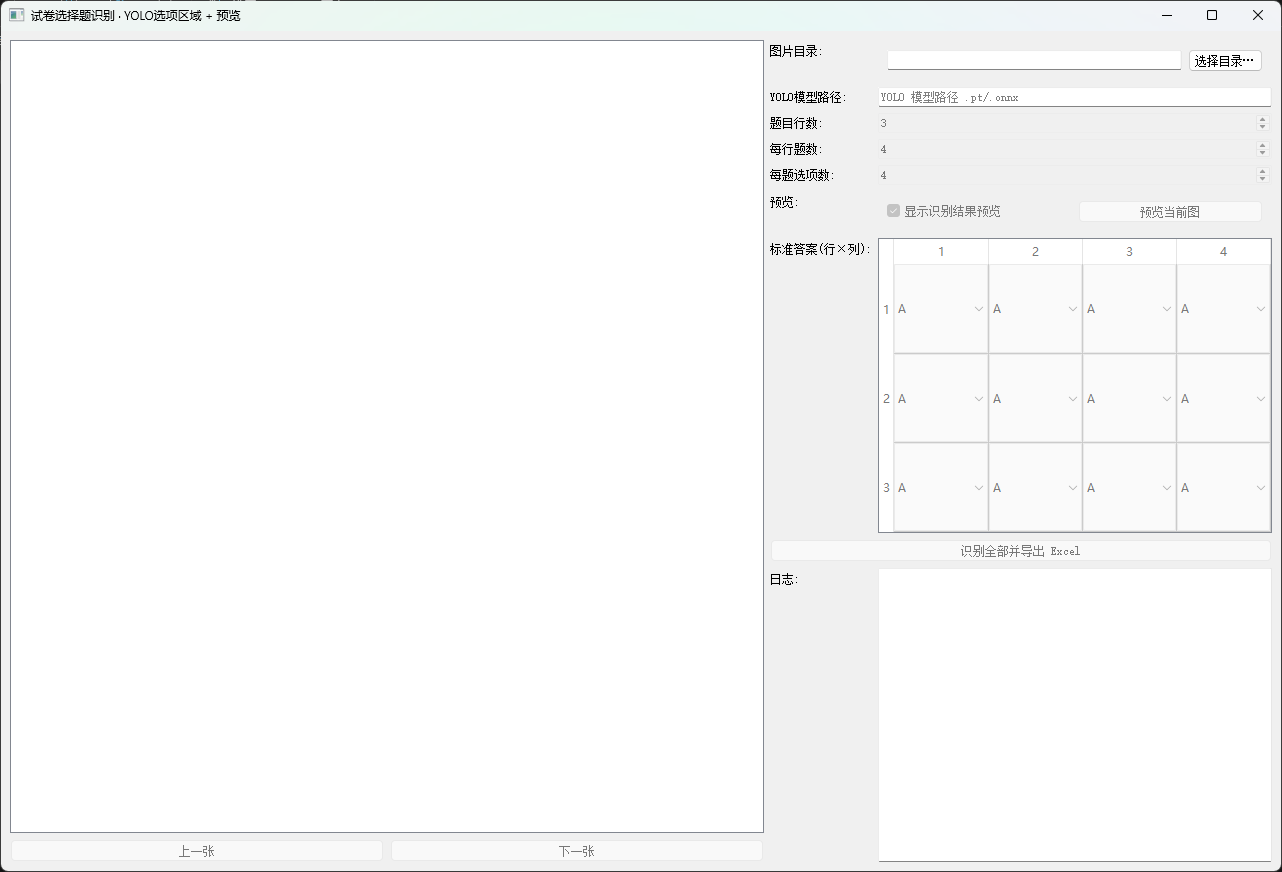 试卷选择题识别 · YOLO选项区域 + 预览
图片目录:
选择目录…
YOLO模型路径:
YOLO 模型路径 .pt/.onnx
题目行数:
3
每行题数:
4
每题选项数:
4
预览:
显示识别结果预览
预览当前图
标准答案(行×列):
1 2 3 4
1 A A A A
2 A A A A
3 A A A A
识别全部并导出 Excel
日志:
上一张
下一张